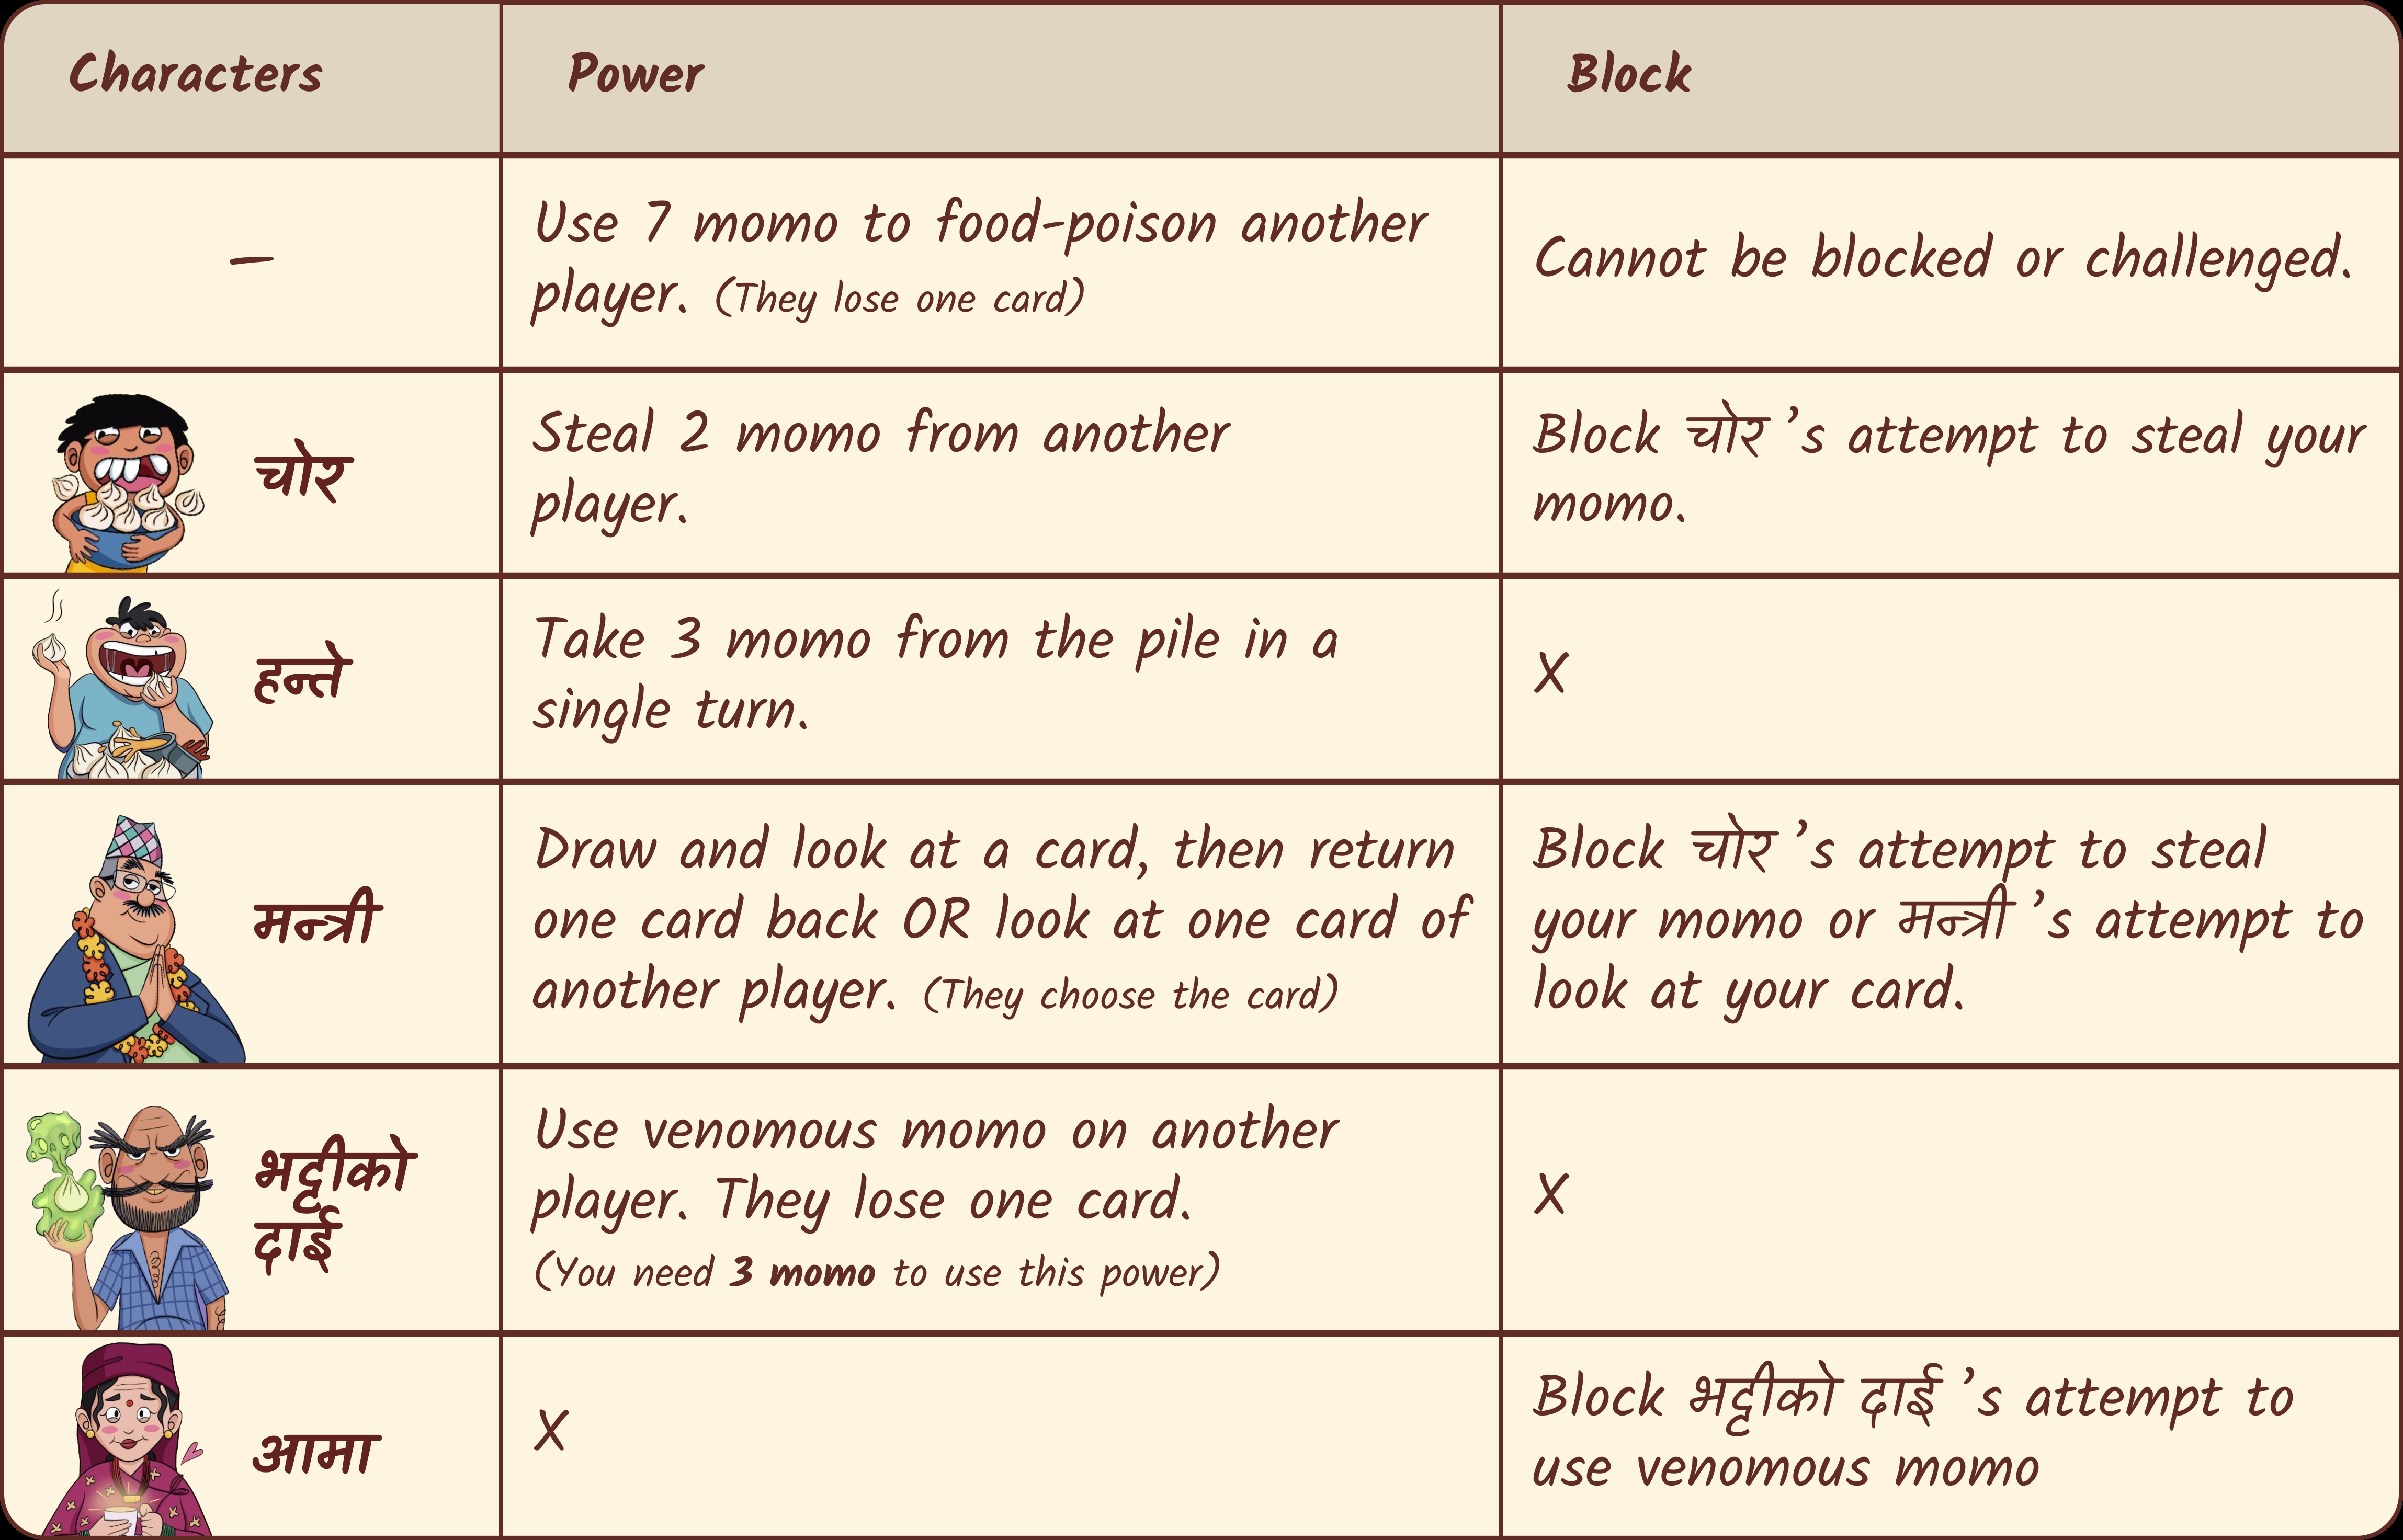 Characters
Power
Block
–
Use 7 momo to food-poison another
player. (They lose one card)
Cannot be blocked or challenged.
चोर
Steal 2 momo from another
player.
Block चोर 's attempt to steal your
momo.
हन्ते
Take 3 momo from the pile in a
single turn.
X
मन्त्री
Draw and look at a card, then return
one card back OR look at one card of
another player. (They choose the card)
Block चोर 's attempt to steal
your momo or मन्त्री 's attempt to
look at your card.
भट्टीको
दाई
Use venomous momo on another
player. They lose one card.
(You need 3 momo to use this power)
X
आमा
X
Block भट्टीको दाई 's attempt to
use venomous momo